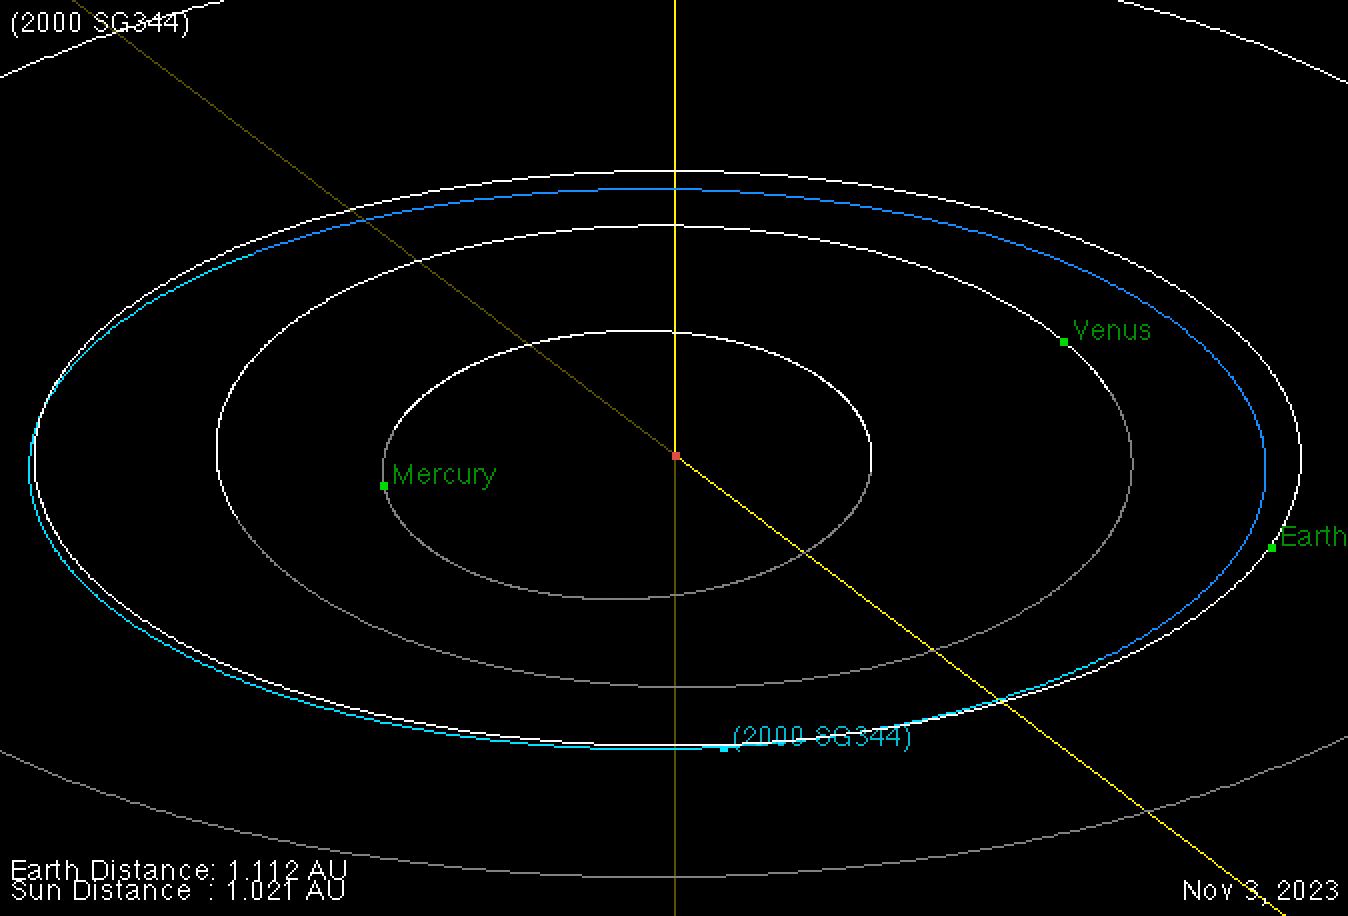 (2000 SG344)
Venus
Mercury
Earth
(2000 SG344)
Earth Distance: 1.112 AU
Sun Distance : 1.021 AU
Nov 3, 2023